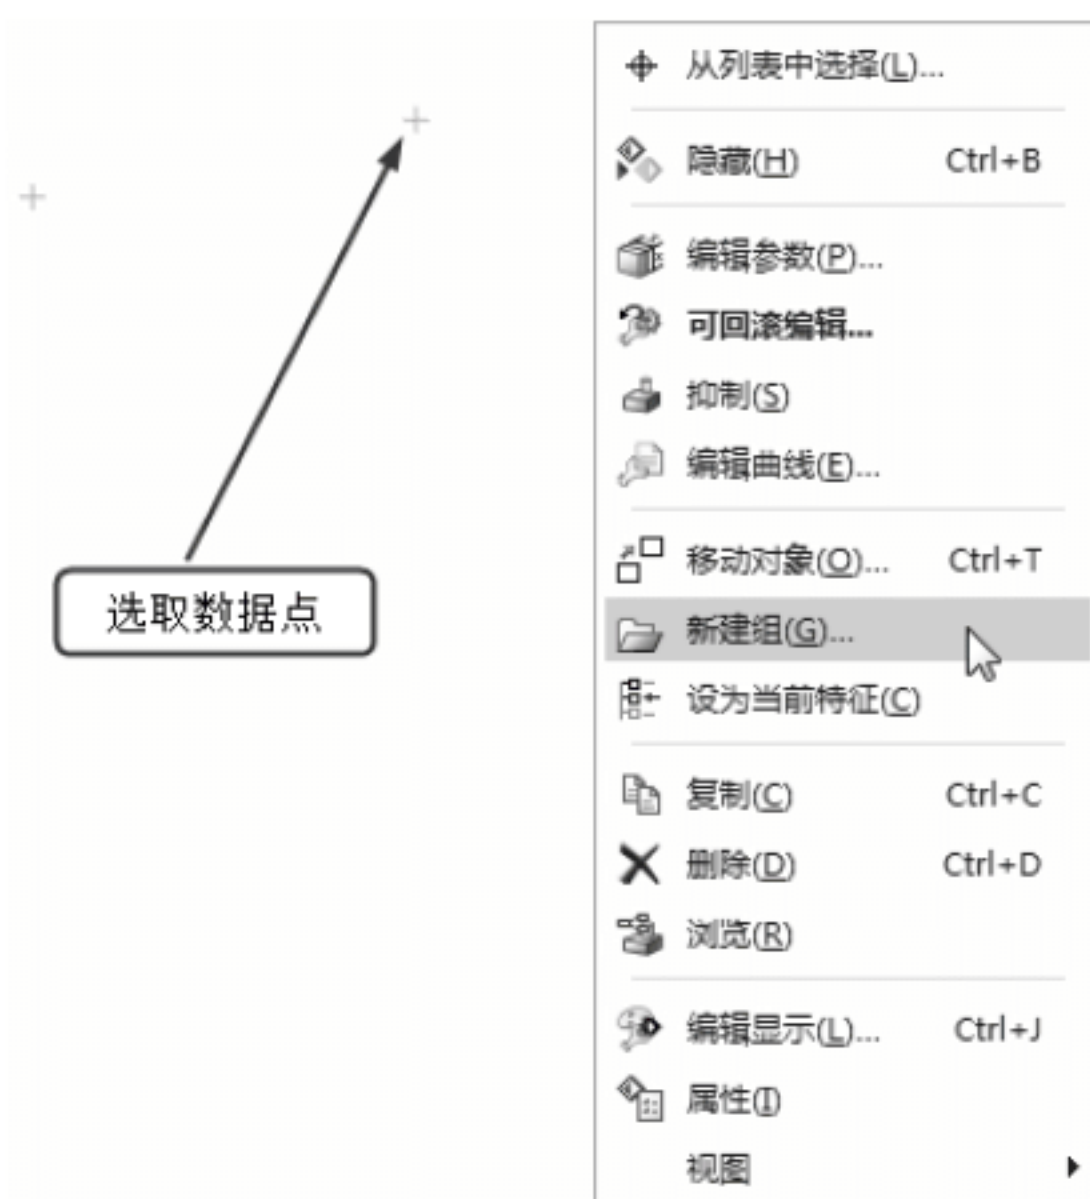 从列表中选择(L)...
隐藏(H) Ctrl+B
编辑参数(P)...
可回滚编辑...
抑制(S)
编辑曲线(E)...
移动对象(O)... Ctrl+T
选取数据点
新建组(G)...
设为当前特征(C)
复制(C) Ctrl+C
删除(D) Ctrl+D
浏览(R)
编辑显示(L)... Ctrl+J
属性(I)
视图